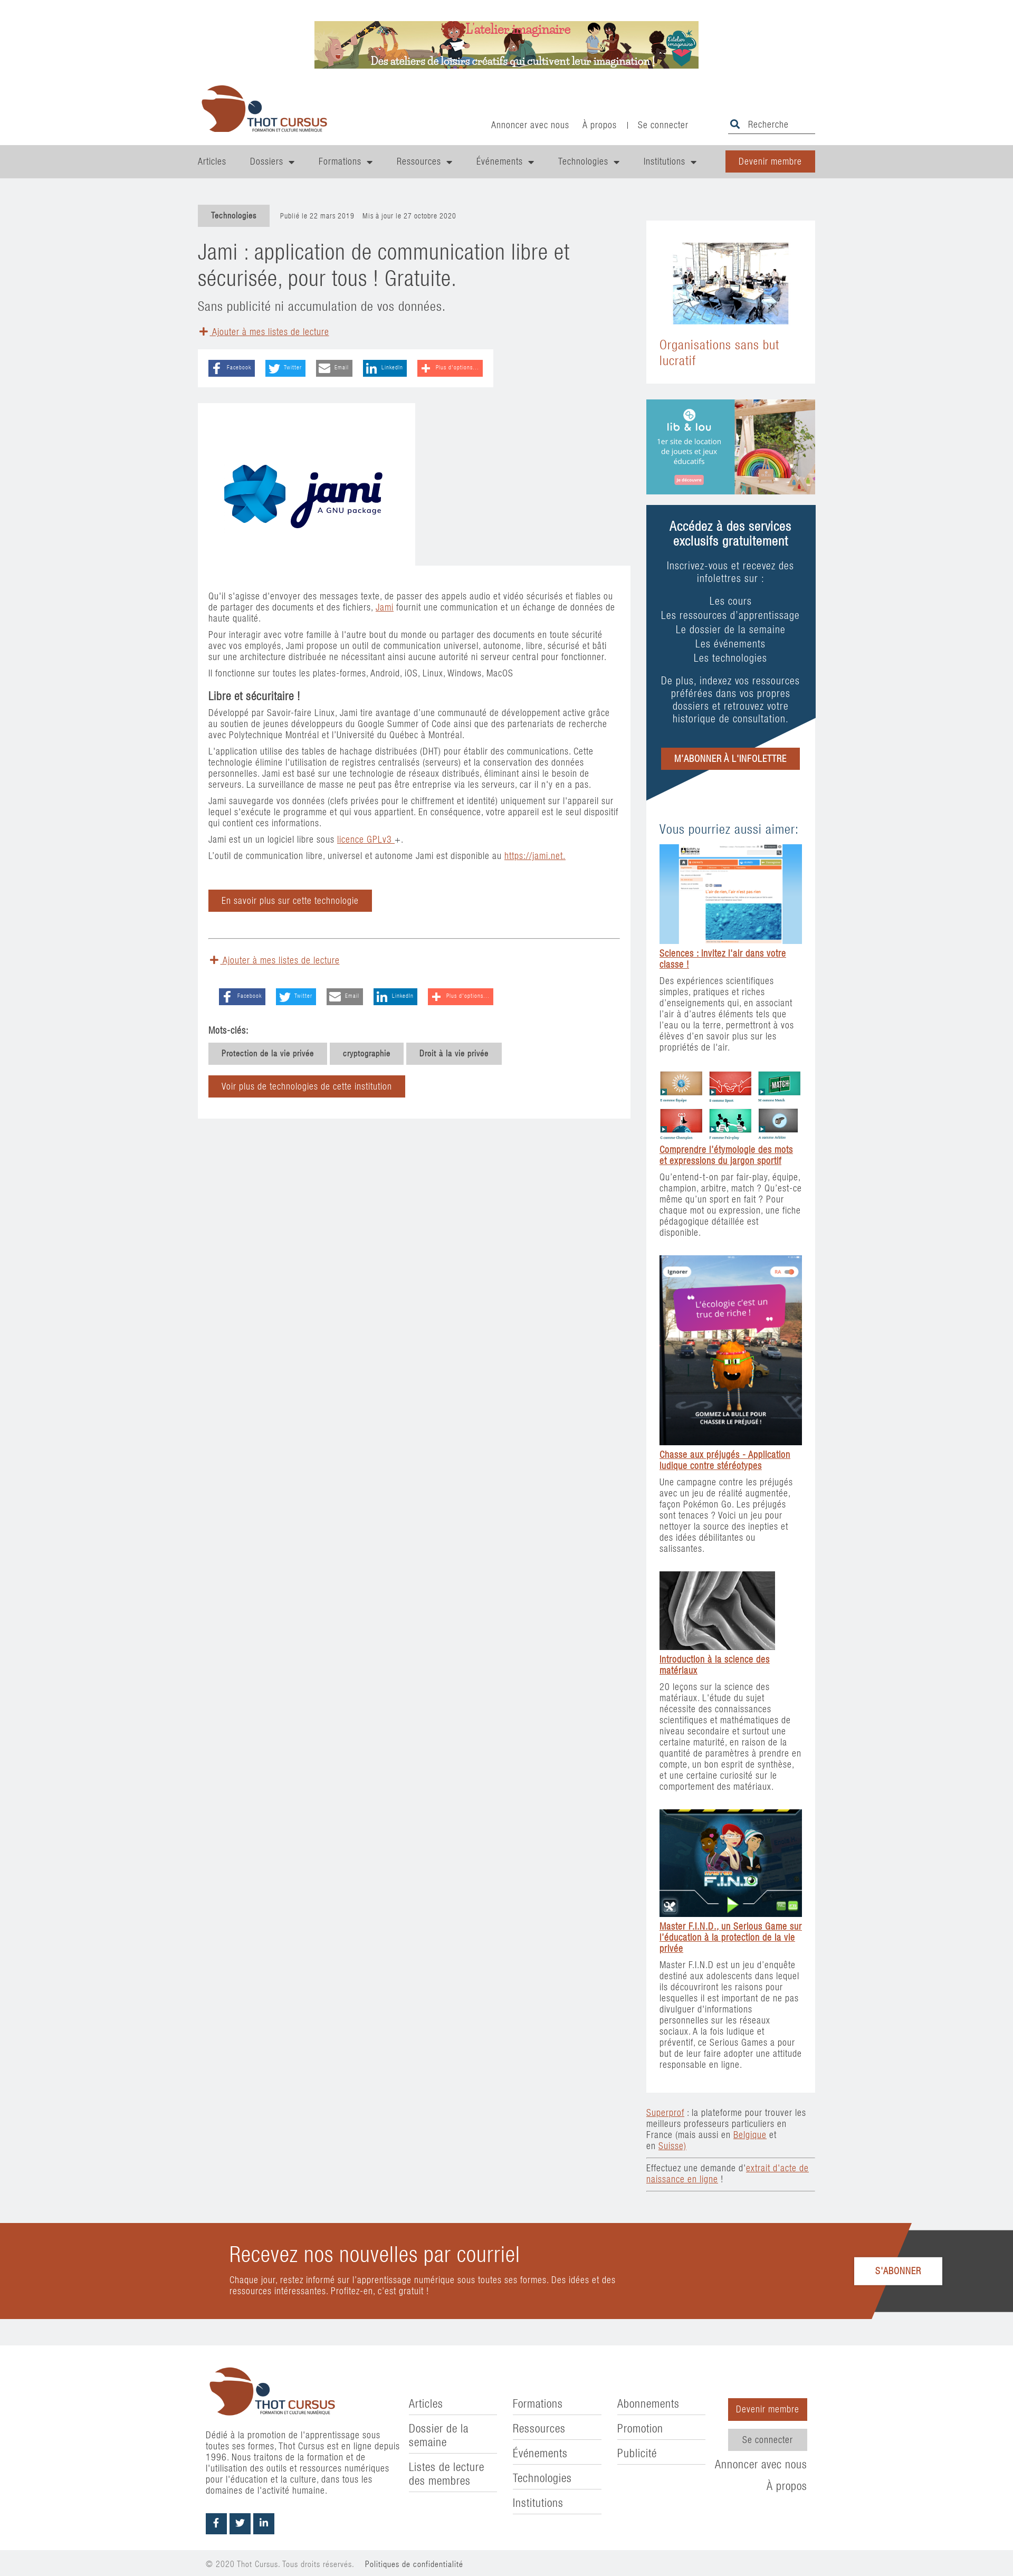 L'atelier imaginaire
Des ateliers de loisirs créatifs qui cultivent leur imagination !
THOT CURSUS
FORMATION ET CULTURE NUMÉRIQUE
Annoncer avec nous
À propos
|
Se connecter
Recherche
Articles
Dossiers
Formations
Ressources
Événements
Technologies
Institutions
Devenir membre
Technologies
Publié le 22 mars 2019
Mis à jour le 27 octobre 2020
Jami : application de communication libre et
sécurisée, pour tous ! Gratuite.
Sans publicité ni accumulation de vos données.
Ajouter à mes listes de lecture
Facebook
Twitter
Email
LinkedIn
Plus d'options...
jami
A GNU package
Qu'il s'agisse d'envoyer des messages texte, de passer des appels audio et vidéo sécurisés et fiables ou
de partager des documents et des fichiers, Jami fournit une communication et un échange de données de
haute qualité.
Pour interagir avec votre famille à l'autre bout du monde ou partager des documents en toute sécurité
avec vos employés, Jami propose un outil de communication universel, autonome, libre, sécurisé et bâti
sur une architecture distribuée ne nécessitant ainsi aucune autorité ni serveur central pour fonctionner.
Il fonctionne sur toutes les plates-formes, Android, iOS, Linux, Windows, MacOS
Libre et sécuritaire !
Développé par Savoir-faire Linux, Jami tire avantage d'une communauté de développement active grâce
au soutien de jeunes développeurs du Google Summer of Code ainsi que des partenariats de recherche
avec Polytechnique Montréal et l'Université du Québec à Montréal.
L'application utilise des tables de hachage distribuées (DHT) pour établir des communications. Cette
technologie élimine l'utilisation de registres centralisés (serveurs) et la conservation des données
personnelles. Jami est basé sur une technologie de réseaux distribués, éliminant ainsi le besoin de
serveurs. La surveillance de masse ne peut pas être entreprise via les serveurs, car il n'y en a pas.
Jami sauvegarde vos données (clefs privées pour le chiffrement et identité) uniquement sur l'appareil sur
lequel s'exécute le programme et qui vous appartient. En conséquence, votre appareil est le seul dispositif
qui contient ces informations.
Jami est un un logiciel libre sous licence GPLv3 +.
L'outil de communication libre, universel et autonome Jami est disponible au https://jami.net.
En savoir plus sur cette technologie
Ajouter à mes listes de lecture
Facebook
Twitter
Email
LinkedIn
Plus d'options...
Mots-clés:
Protection de la vie privée
cryptographie
Droit à la vie privée
Voir plus de technologies de cette institution
Organisations sans but
lucratif
lib & lou
1er site de location
de jouets et jeux
éducatifs
je découvre
Accédez à des services
exclusifs gratuitement
Inscrivez-vous et recevez des
infolettres sur :
Les cours
Les ressources d'apprentissage
Le dossier de la semaine
Les événements
Les technologies
De plus, indexez vos ressources
préférées dans vos propres
dossiers et retrouvez votre
historique de consultation.
M'ABONNER À L'INFOLETTRE
Vous pourriez aussi aimer:
Sciences : invitez l'air dans votre
classe !
Des expériences scientifiques
simples, pratiques et riches
d'enseignements qui, en associant
l'air à d'autres éléments tels que
l'eau ou la terre, permettront à vos
élèves d'en savoir plus sur les
propriétés de l'air.
MATCH
Comprendre l'étymologie des mots
et expressions du jargon sportif
Qu'entend-t-on par fair-play, équipe,
champion, arbitre, match ? Qu'est-ce
même qu'un sport en fait ? Pour
chaque mot ou expression, une fiche
pédagogique détaillée est
disponible.
Ignorer
L'écologie c'est un
truc de riche !
GOMMEZ LA BULLE POUR
CHASSER LE PRÉJUGÉ !
Chasse aux préjugés - Application
ludique contre stéréotypes
Une campagne contre les préjugés
avec un jeu de réalité augmentée,
façon Pokémon Go. Les préjugés
sont tenaces ? Voici un jeu pour
nettoyer la source des inepties et
des idées débilitantes ou
salissantes.
Introduction à la science des
matériaux
20 leçons sur la science des
matériaux. L'étude du sujet
nécessite des connaissances
scientifiques et mathématiques de
niveau secondaire et surtout une
certaine maturité, en raison de la
quantité de paramètres à prendre en
compte, un bon esprit de synthèse,
et une certaine curiosité sur le
comportement des matériaux.
F.I.N.D
Master F.I.N.D., un Serious Game sur
l'éducation à la protection de la vie
privée
Master F.I.N.D est un jeu d'enquête
destiné aux adolescents dans lequel
ils découvriront les raisons pour
lesquelles il est important de ne pas
divulguer d'informations
personnelles sur les réseaux
sociaux. A la fois ludique et
préventif, ce Serious Games a pour
but de leur faire adopter une attitude
responsable en ligne.
Superprof : la plateforme pour trouver les
meilleurs professeurs particuliers en
France (mais aussi en Belgique et
en Suisse)
Effectuez une demande d'extrait d'acte de
naissance en ligne !
Recevez nos nouvelles par courriel
Chaque jour, restez informé sur l'apprentissage numérique sous toutes ses formes. Des idées et des
ressources intéressantes. Profitez-en, c'est gratuit !
S'ABONNER
THOT CURSUS
FORMATION ET CULTURE NUMÉRIQUE
Dédié à la promotion de l'apprentissage sous
toutes ses formes, Thot Cursus est en ligne depuis
1996. Nous traitons de la formation et de
l'utilisation des outils et ressources numériques
pour l'éducation et la culture, dans tous les
domaines de l'activité humaine.
Articles
Dossier de la
semaine
Listes de lecture
des membres
Formations
Ressources
Événements
Technologies
Institutions
Abonnements
Promotion
Publicité
Devenir membre
Se connecter
Annoncer avec nous
À propos
© 2020 Thot Cursus. Tous droits réservés.
Politiques de confidentialité